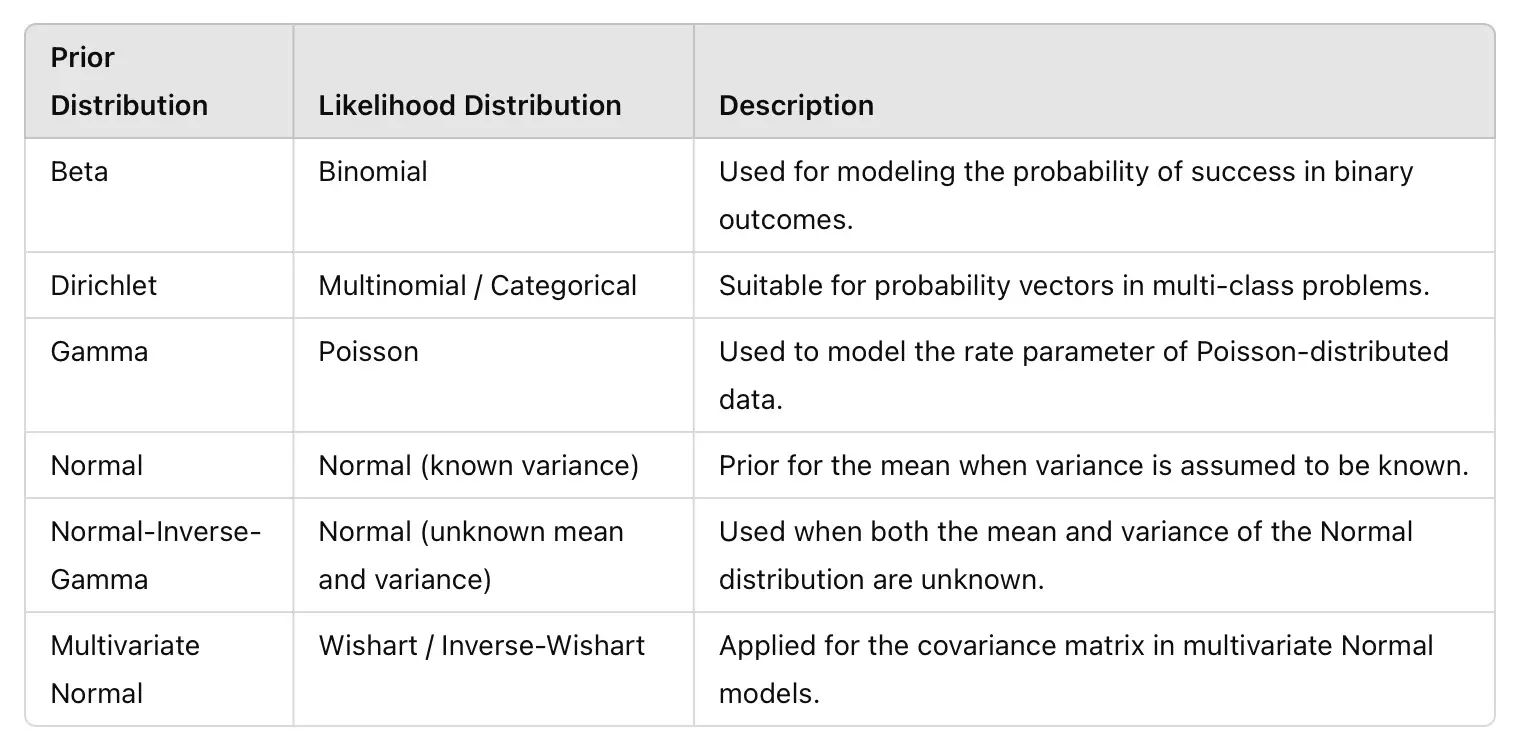 Prior
Distribution
Likelihood Distribution
Description
Beta
Binomial
Used for modeling the probability of success in binary
outcomes.
Dirichlet
Multinomial / Categorical
Suitable for probability vectors in multi-class problems.
Gamma
Poisson
Used to model the rate parameter of Poisson-distributed
data.
Normal
Normal (known variance)
Prior for the mean when variance is assumed to be known.
Normal-Inverse-
Gamma
Normal (unknown mean
and variance)
Used when both the mean and variance of the Normal
distribution are unknown.
Multivariate
Normal
Wishart / Inverse-Wishart
Applied for the covariance matrix in multivariate Normal
models.